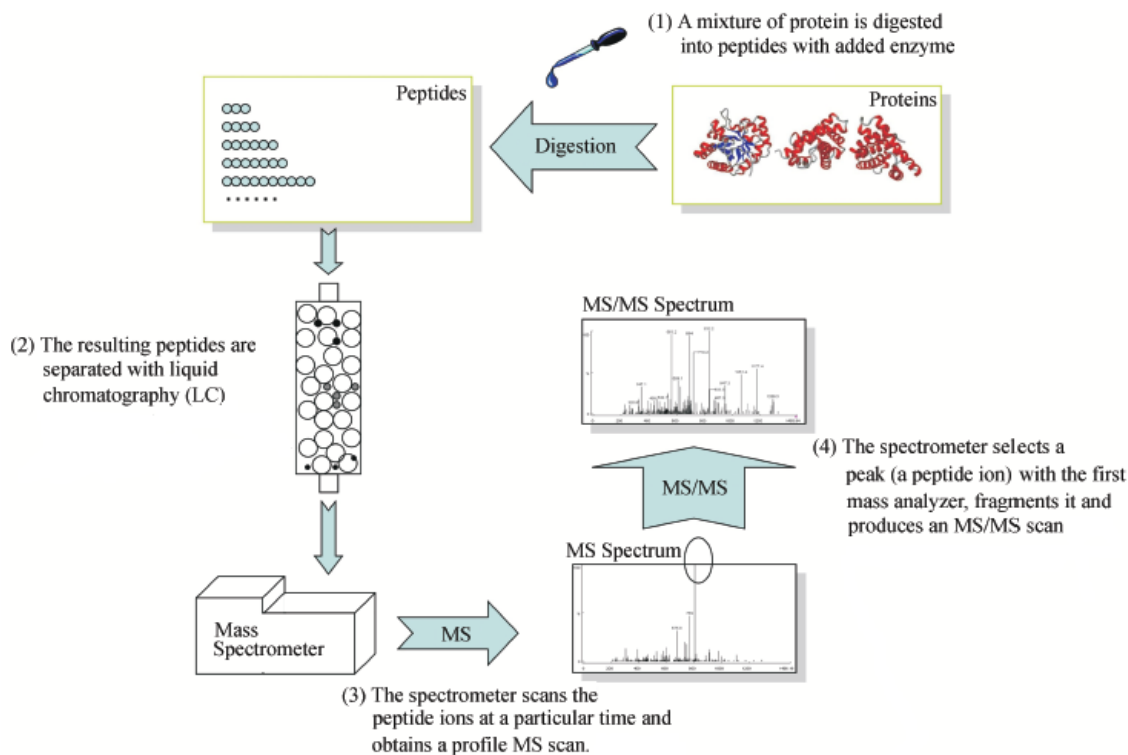 (1) A mixture of protein is digested
into peptides with added enzyme
Peptides
Proteins
Digestion
(2) The resulting peptides are
separated with liquid
chromatography (LC)
MS/MS Spectrum
(4) The spectrometer selects a
peak (a peptide ion) with the first
mass analyzer, fragments it and
produces an MS/MS scan
MS/MS
MS Spectrum
Mass
Spectrometer
MS
(3) The spectrometer scans the
peptide ions at a particular time and
obtains a profile MS scan.